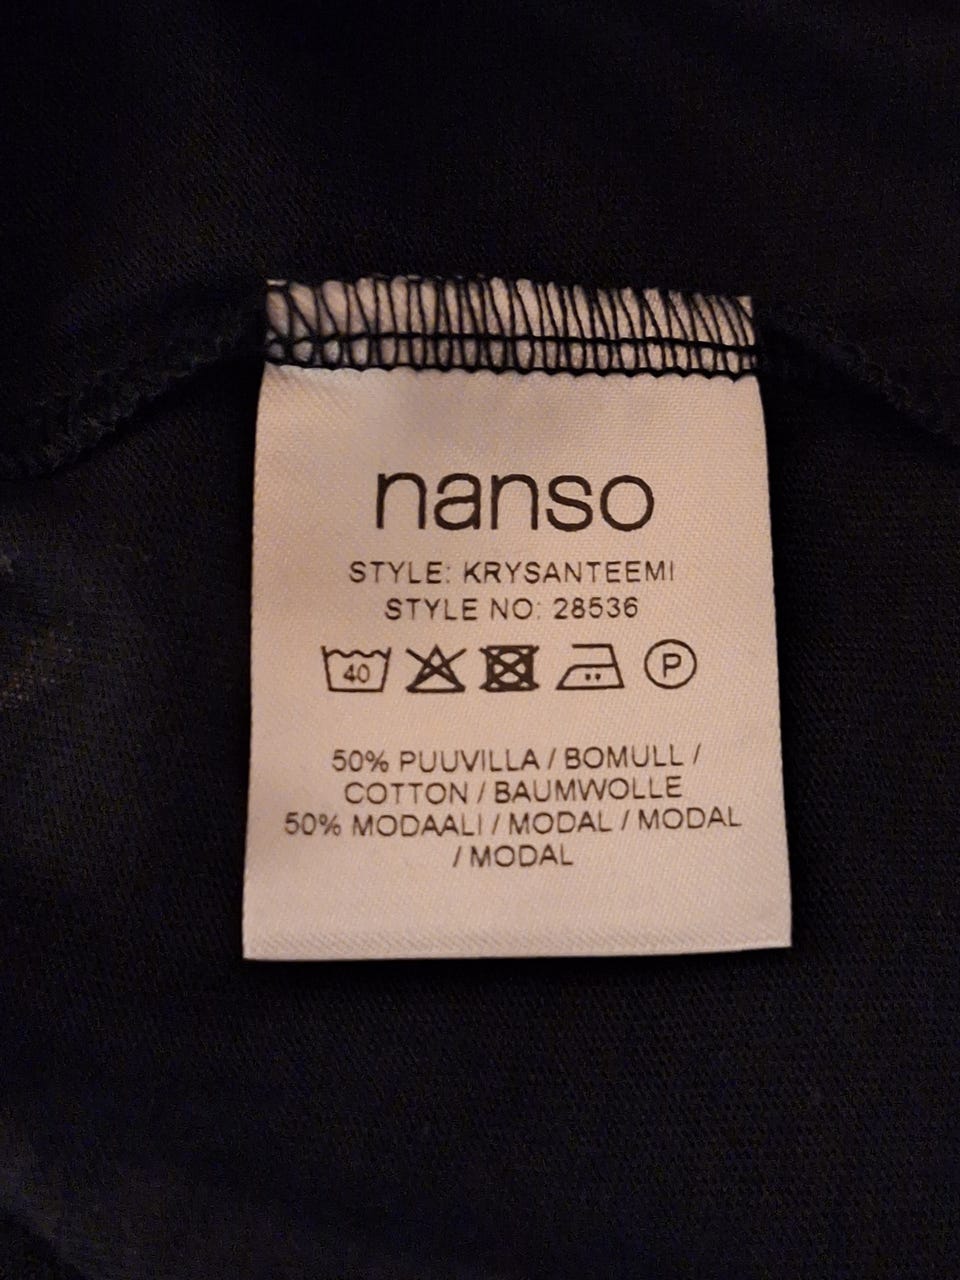 nanso
STYLE: KRYSANTEEMI
STYLE NO: 28536
40 P
50% PUUVILLA / BOMULL /
COTTON / BAUMWOLLE
50% MODAALI / MODAL / MODAL
/ MODAL